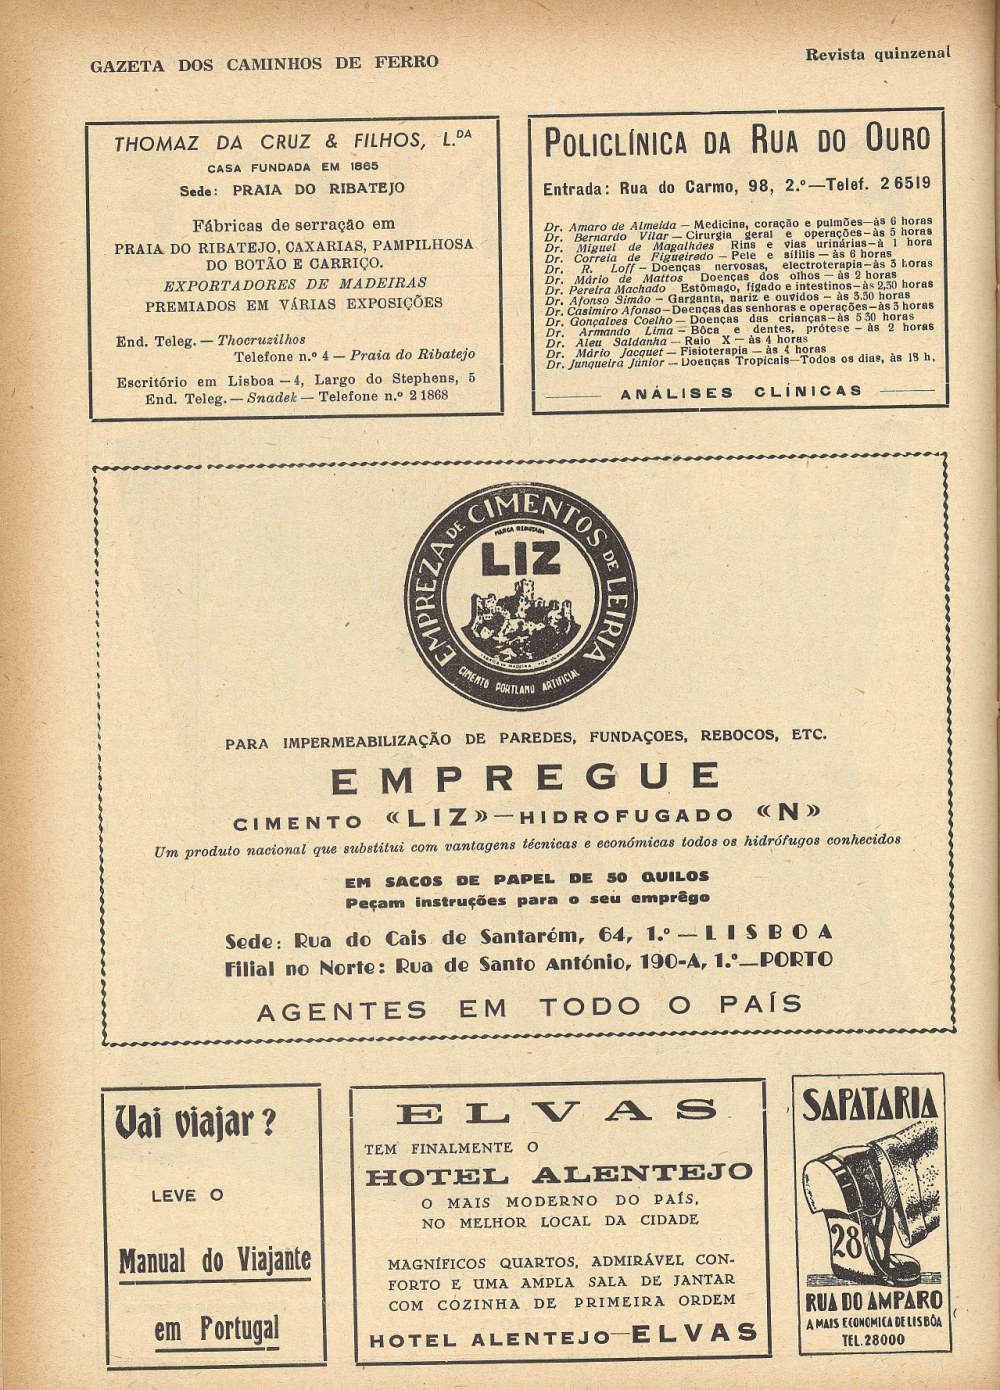 GAZETA DOS CAMINHOS DE FERRO
Revista quinzenal
THOMAZ DA CRUZ & FILHOS, L.DA
CASA FUNDADA EM 1865
Sede: PRAIA DO RIBATEJO
Fábricas de serração em
PRAIA DO RIBATEJO, CAXARIAS, PAMPILHOSA
DO BOTÃO E CARRIÇO.
EXPORTADORES DE MADEIRAS
PREMIADOS EM VÁRIAS EXPOSIÇÕES
End. Teleg. — Thocruzilhos
Telefone n.º 4 — Praia do Ribatejo
Escritório em Lisboa — 4, Largo do Stephens, 5
End. Teleg. — Snadek — Telefone n.º 2 1868
POLICLÍNICA DA RUA DO OURO
Entrada: Rua do Carmo, 98, 2.º — Telef. 2 6519
Dr. Amaro de Almeida — Medicina, coração e pulmões — às 6 horas
Dr. Bernardo Vilar — Cirurgia geral e operações — às 5 horas
Dr. Miguel de Magalhães Rins e vias urinárias — à 1 hora
Dr. Correia de Figueiredo — Pele e sífilis — às 6 horas
Dr. R. Loff — Doenças nervosas, electroterapia — às 5 horas
Dr. Mário de Mattos Doenças dos olhos — às 2 horas
Dr. Pereira Machado Estômago, fígado e intestinos — às 2,30 horas
Dr. Afonso Simão — Garganta, nariz e ouvidos — às 3.30 horas
Dr. Casimiro Afonso — Doenças das senhoras e operações — às 3 horas
Dr. Gonçalves Coelho — Doenças das crianças — às 5 30 horas
Dr. Armando Lima — Bôca e dentes, prótese — às 2 horas
Dr. Aleu Saldanha — Raio X — às 4 horas
Dr. Mário Jacquet — Fisioterapia — às 4 horas
Dr. Junqueira Júnior — Doenças Tropicais — Todos os dias, às 18 h.
ANÁLISES CLÍNICAS
EMPREZA DE CIMENTOS DE LEIRIA
MARCA REGISTADA
LIZ
CIMENTO PORTLAND ARTIFICIAL
PARA IMPERMEABILIZAÇÃO DE PAREDES, FUNDAÇOES, REBOCOS, ETC.
EMPREGUE
CIMENTO «LIZ» — HIDROFUGADO «N»
Um produto nacional que substitui com vantagens técnicas e económicas todos os hidrófugos conhecidos
EM SACOS DE PAPEL DE 50 QUILOS
Peçam instruções para o seu emprêgo
Sede: Rua do Cais de Santarém, 64, 1.º — LISBOA
Filial no Norte: Rua de Santo António, 190-A, 1.º — PORTO
AGENTES EM TODO O PAÍS
Vai viajar?
LEVE O
Manual do Viajante
em Portugal
ELVAS
TEM FINALMENTE O
HOTEL ALENTEJO
O MAIS MODERNO DO PAÍS,
NO MELHOR LOCAL DA CIDADE
MAGNÍFICOS QUARTOS, ADMIRÁVEL CON-
FORTO E UMA AMPLA SALA DE JANTAR
COM COZINHA DE PRIMEIRA ORDEM
HOTEL ALENTEJO — ELVAS
SAPATARIA
28
RUA DO AMPARO
A MAIS ECONOMICA DE LISBÔA
TEL. 28000